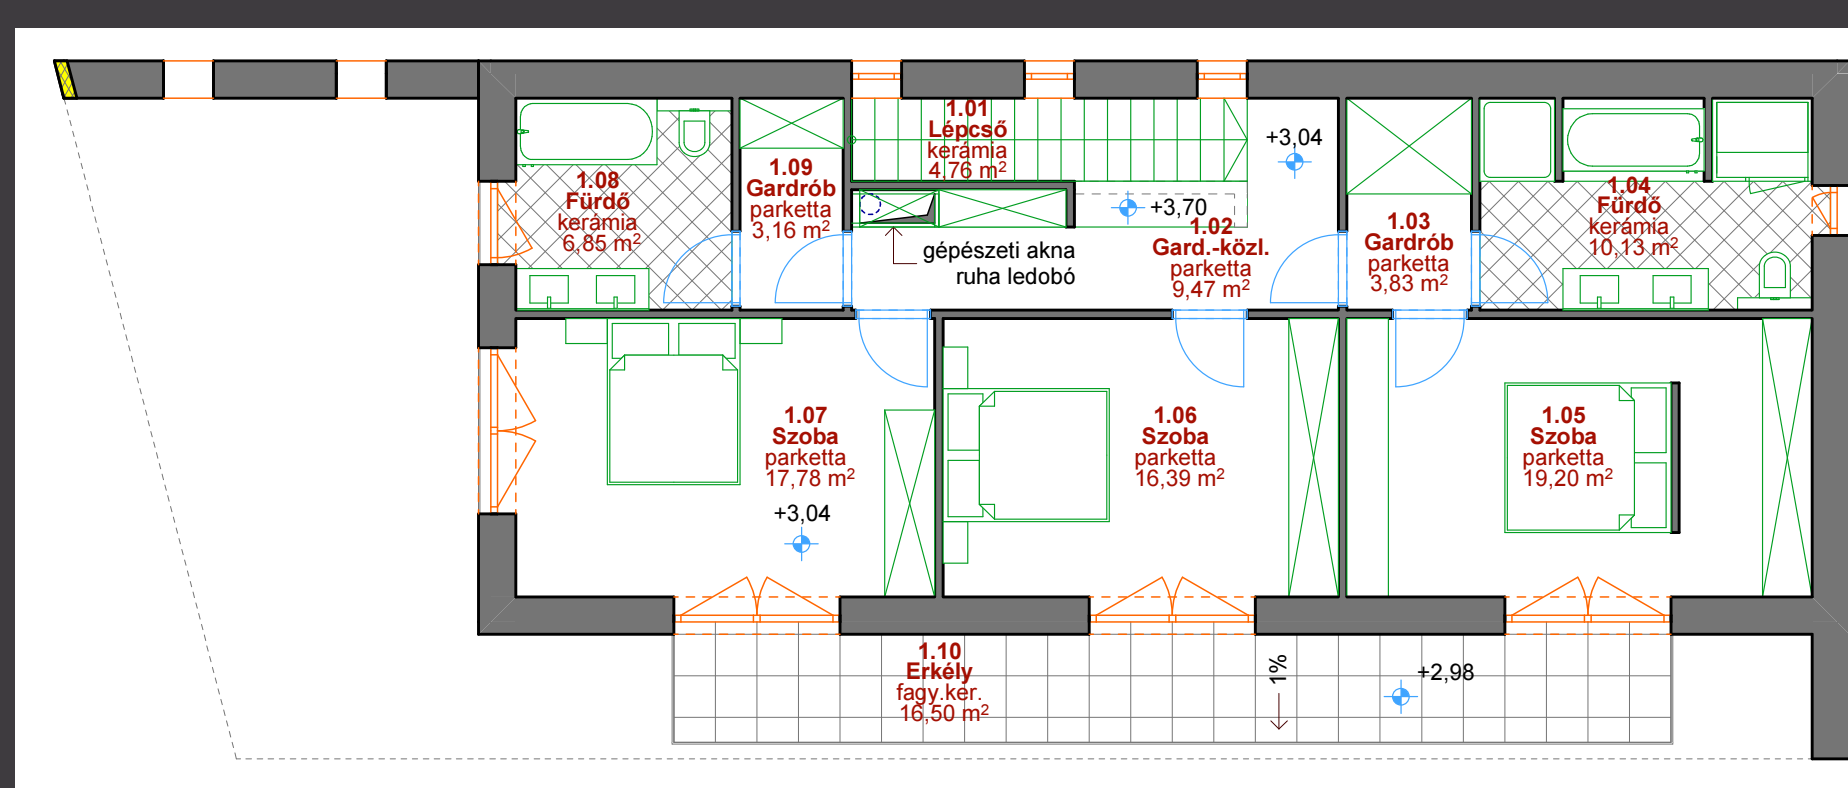 1.01
Lépcső
kerámia
4,76 m²
+3,04
1.09
Gardrób
parketta
3,16 m²
1.08
Fürdő
kerámia
6,85 m²
+3,70
1.02
Gard.-közl.
parketta
9,47 m²
1.03
Gardrób
parketta
3,83 m²
1.04
Fürdő
kerámia
10,13 m²
gépészeti akna
ruha ledobó
1.07
Szoba
parketta
17,78 m²
+3,04
1.06
Szoba
parketta
16,39 m²
1.05
Szoba
parketta
19,20 m²
1.10
Erkély
fagy.ker.
16,50 m²
1%
+2,98